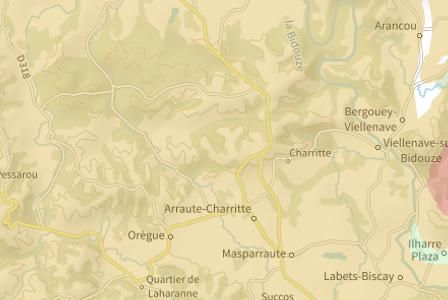 la Bidouze
Arancou
D318
Bergouey-
Viellenave
Viellenave-su
Bidouze
Charritte
Pessarou
Arraute-Charritte
Orègue
Masparraute
Ilharre
Plaza
Labets-Biscay
Quartier de
Laharanne
Succos